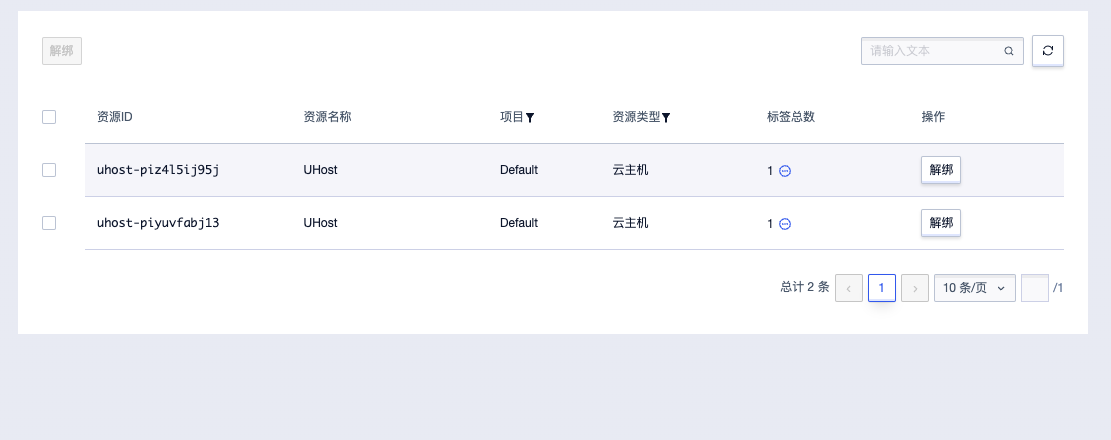 解绑 请输入文本
资源ID 资源名称 项目 资源类型 标签总数 操作
uhost-piz4l5ij95j UHost Default 云主机 1 解绑
uhost-piyuvfabj13 UHost Default 云主机 1 解绑
总计 2 条 1 10 条/页 /1